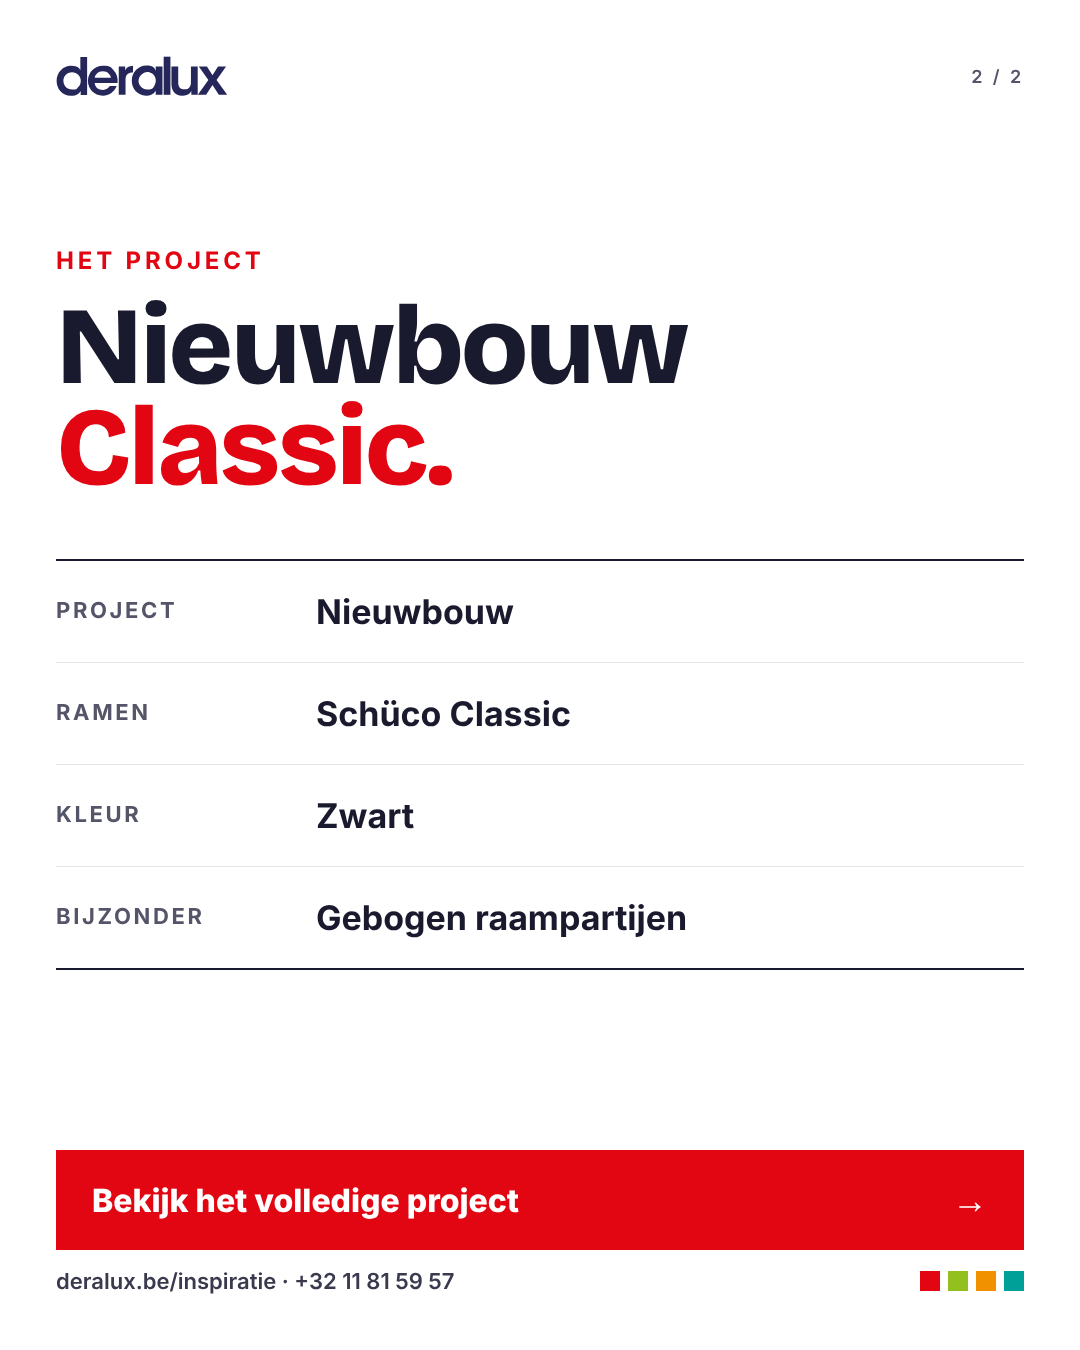 deralux
2 / 2
HET PROJECT
Nieuwbouw
Classic.
PROJECT Nieuwbouw
RAMEN Schüco Classic
KLEUR Zwart
BIJZONDER Gebogen raampartijen
Bekijk het volledige project →
deralux.be/inspiratie · +32 11 81 59 57